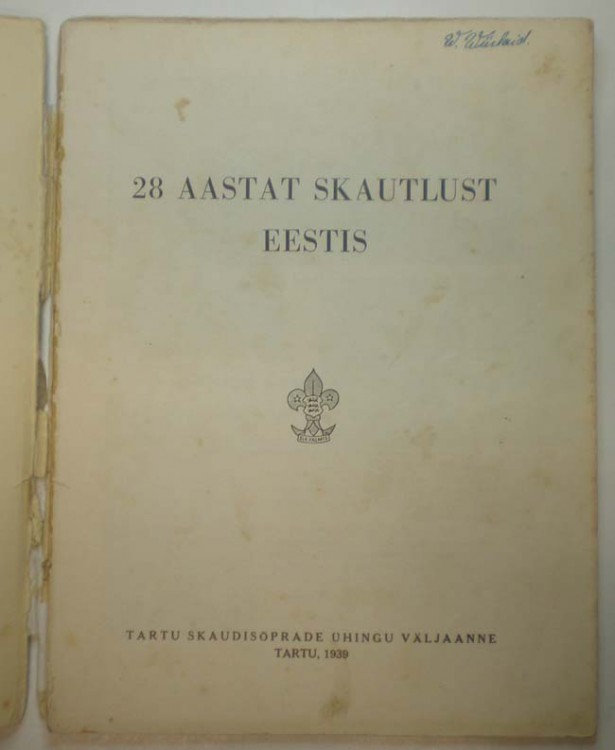 28 AASTAT SKAUTLUST
EESTIS
TARTU SKAUDISÕPRADE ÜHINGU VÄLJAANNE
TARTU, 1939